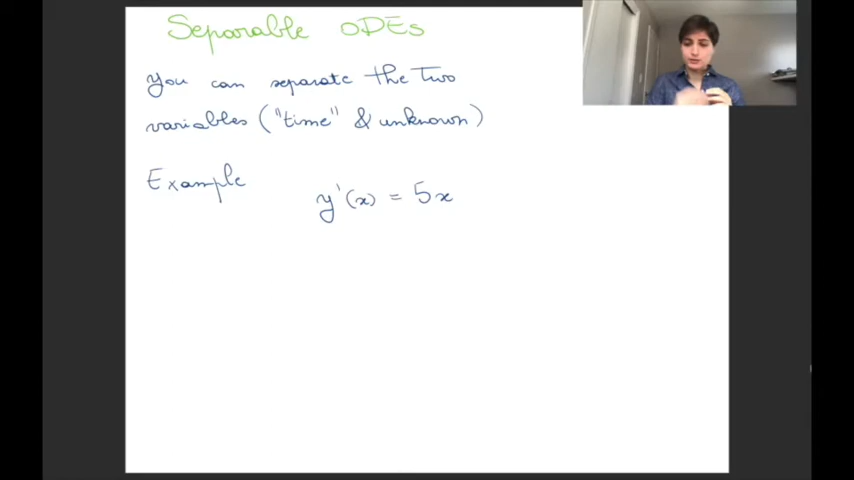 Separable ODEs
You can separate the two
variables ("time" & unknown)
Example
y'(x) = 5x